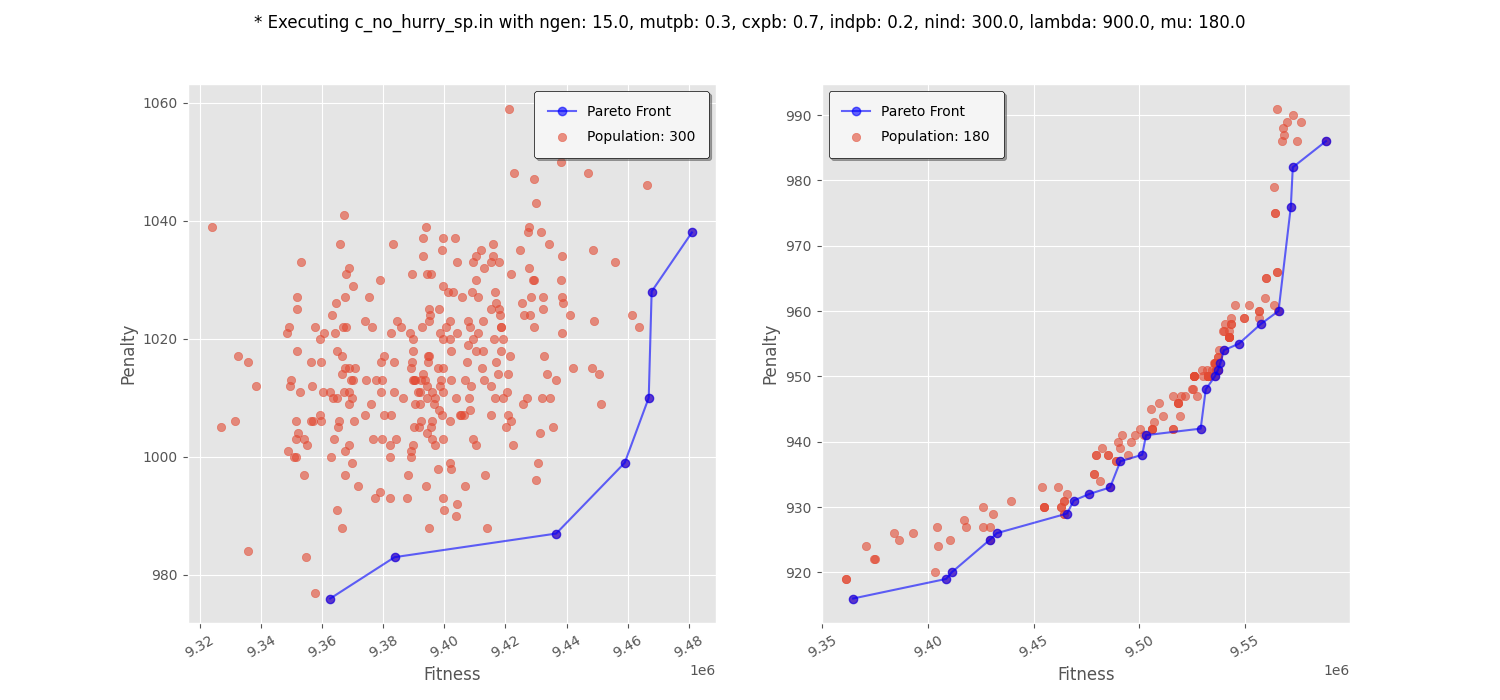 * Executing c_no_hurry_sp.in with ngen: 15.0, mutpb: 0.3, cxpb: 0.7, indpb: 0.2, nind: 300.0, lambda: 900.0, mu: 180.0
Pareto Front
Population: 300
1060
1040
1020
1000
980
Penalty
9.32
9.34
9.36
9.38
9.40
9.42
9.44
9.46
9.48
1e6
Fitness
Pareto Front
Population: 180
990
980
970
960
950
940
930
920
Penalty
9.35
9.40
9.45
9.50
9.55
1e6
Fitness